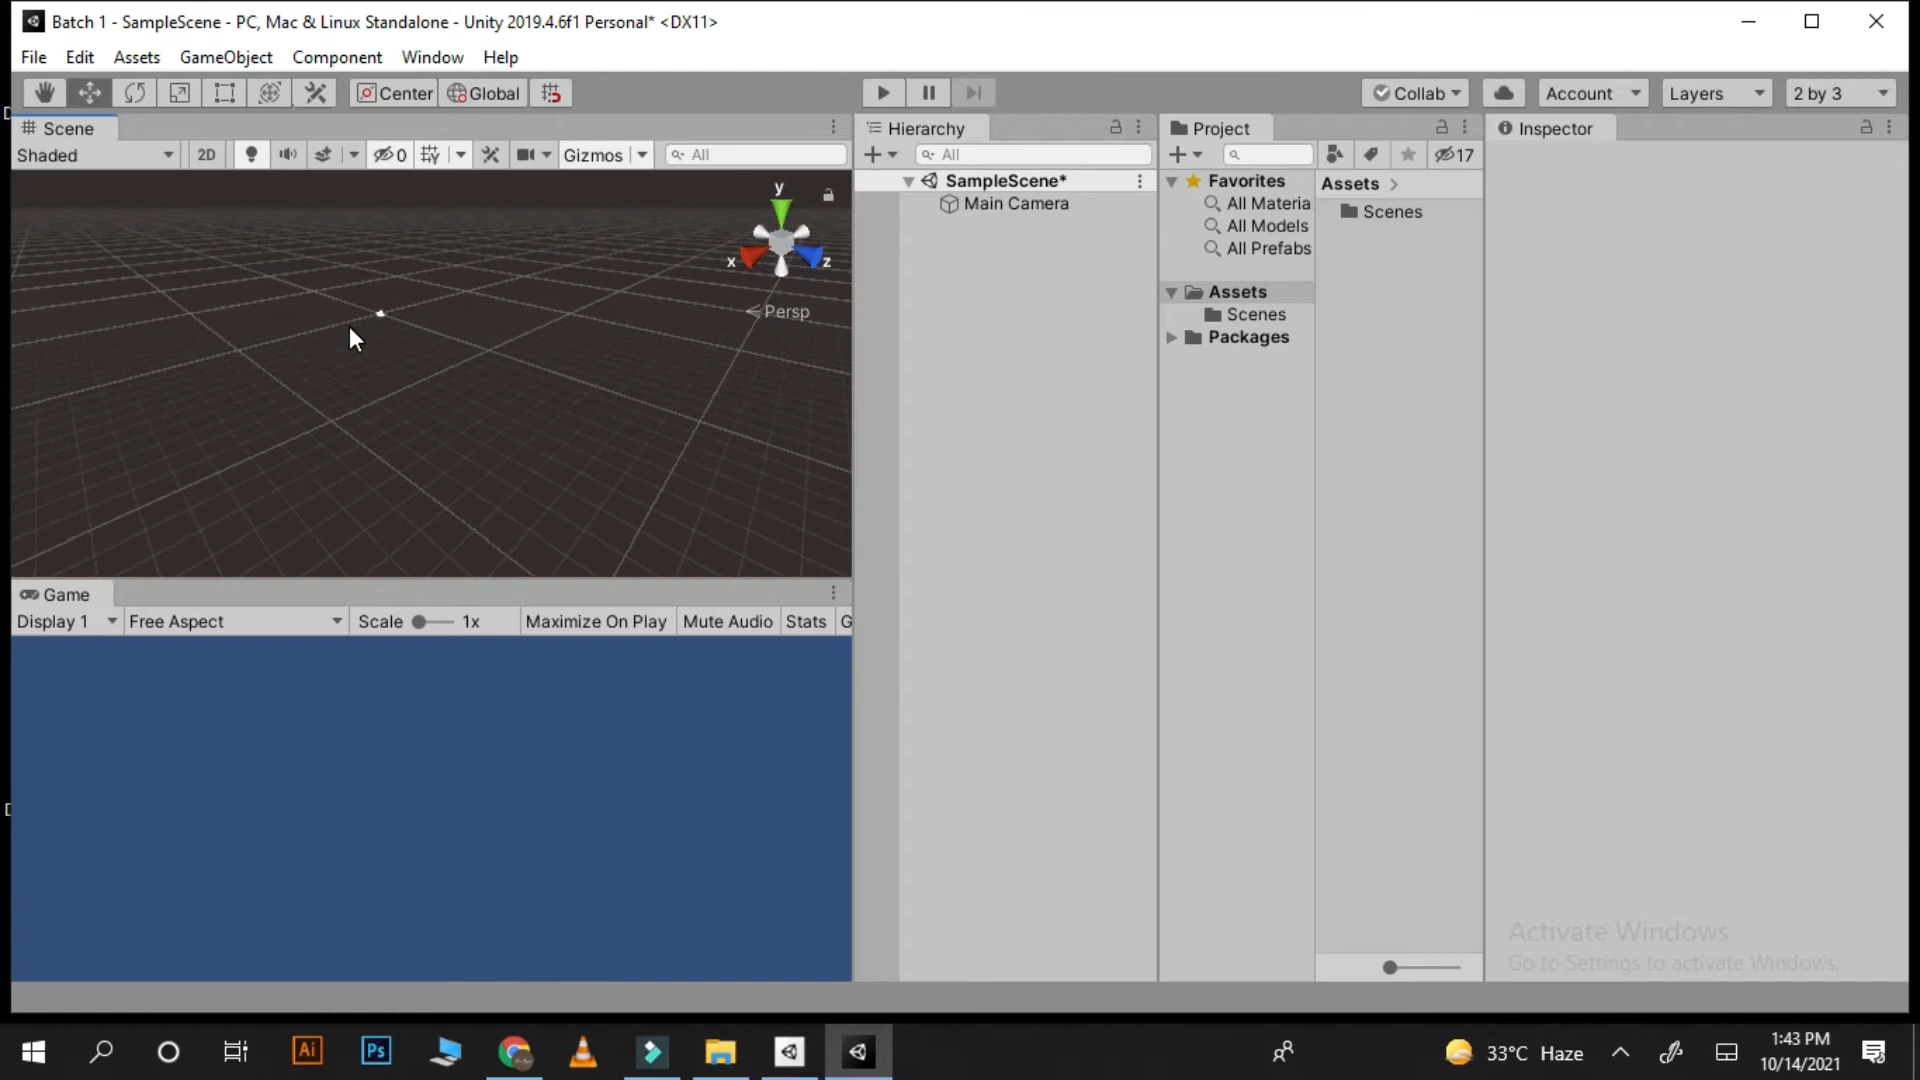 Batch 1 - SampleScene - PC, Mac & Linux Standalone - Unity 2019.4.6f1 Personal* <DX11>
File Edit Assets GameObject Component Window Help
Center Global Collab Account Layers 2 by 3
Scene Hierarchy Project Inspector
Shaded 2D 0 Gizmos All All 17
SampleScene*
Main Camera
Favorites
All Materia
All Models
All Prefabs
Assets
Scenes
Packages
Assets
Scenes
y
x z
Persp
Game
Display 1 Free Aspect Scale 1x Maximize On Play Mute Audio Stats G
Activate Windows
Go to Settings to activate Windows.
Ai Ps 33°C Haze 1:43 PM
10/14/2021